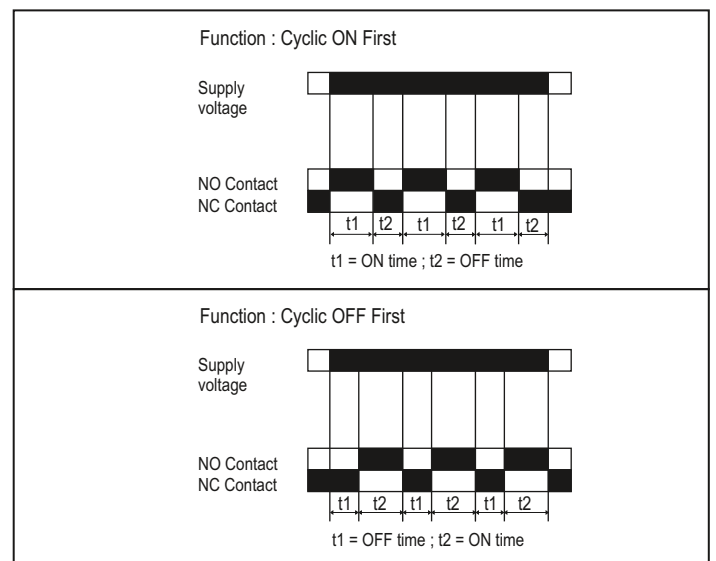 Function : Cyclic ON First
Supply
voltage
NO Contact
NC Contact
t1 t2 t1 t2 t1 t2
t1 = ON time ; t2 = OFF time
Function : Cyclic OFF First
Supply
voltage
NO Contact
NC Contact
t1 t2 t1 t2 t1 t2
t1 = OFF time ; t2 = ON time